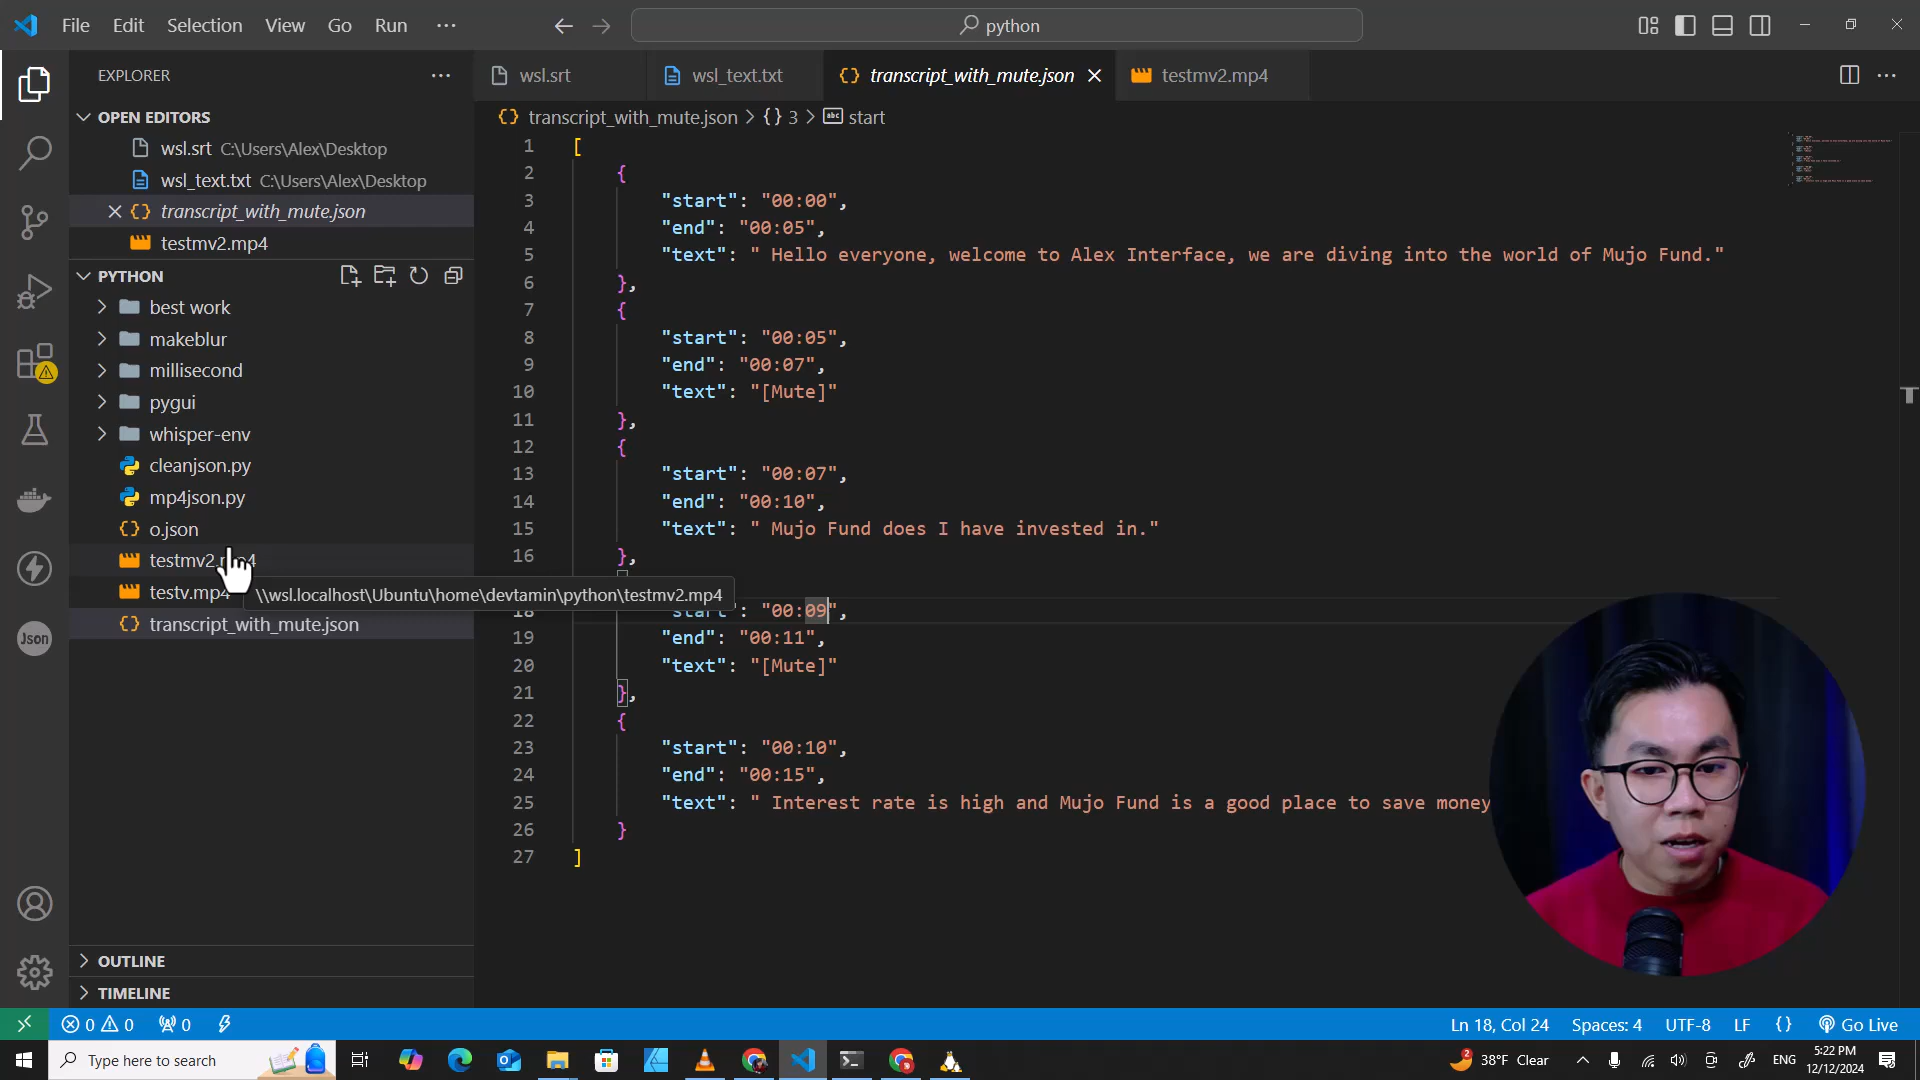 File Edit Selection View Go Run ···
python
EXPLORER
OPEN EDITORS
wsl.srt C:\Users\Alex\Desktop
wsl_text.txt C:\Users\Alex\Desktop
transcript_with_mute.json
testmv2.mp4
PYTHON
best work
makeblur
millisecond
pygui
whisper-env
cleanjson.py
mp4json.py
o.json
testmv2.mp4
testv.mp4
transcript_with_mute.json
\\wsl.localhost\Ubuntu\home\devtamin\python\testmv2.mp4
OUTLINE
TIMELINE
Json
wsl.srt
wsl_text.txt
transcript_with_mute.json
testmv2.mp4
transcript_with_mute.json > {} 3 > abc start
1 [
2 {
3 "start": "00:00",
4 "end": "00:05",
5 "text": " Hello everyone, welcome to Alex Interface, we are diving into the world of Mujo Fund."
6 },
7 {
8 "start": "00:05",
9 "end": "00:07",
10 "text": "[Mute]"
11 },
12 {
13 "start": "00:07",
14 "end": "00:10",
15 "text": " Mujo Fund does I have invested in."
16 },
18 "start": "00:09",
19 "end": "00:11",
20 "text": "[Mute]"
21 },
22 {
23 "start": "00:10",
24 "end": "00:15",
25 "text": " Interest rate is high and Mujo Fund is a good place to save money
26 }
27 ]
0 0 0
Ln 18, Col 24 Spaces: 4 UTF-8 LF {} Go Live
Type here to search
2 38°F Clear
ENG
5:22 PM
12/12/2024